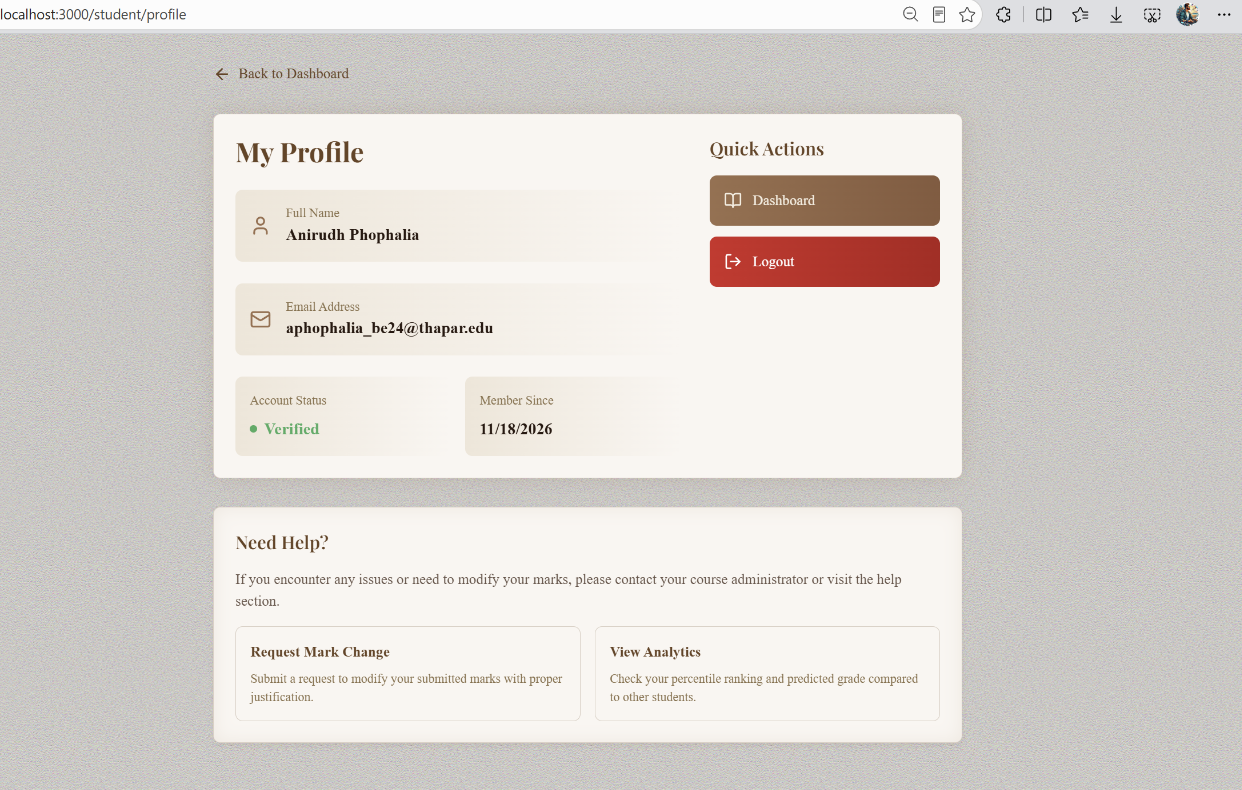 localhost:3000/student/profile
Back to Dashboard
My Profile
Full Name
Anirudh Phophalia
Email Address
aphophalia_be24@thapar.edu
Account Status
Verified
Member Since
11/18/2026
Quick Actions
Dashboard
Logout
Need Help?
If you encounter any issues or need to modify your marks, please contact your course administrator or visit the help
section.
Request Mark Change
Submit a request to modify your submitted marks with proper
justification.
View Analytics
Check your percentile ranking and predicted grade compared
to other students.